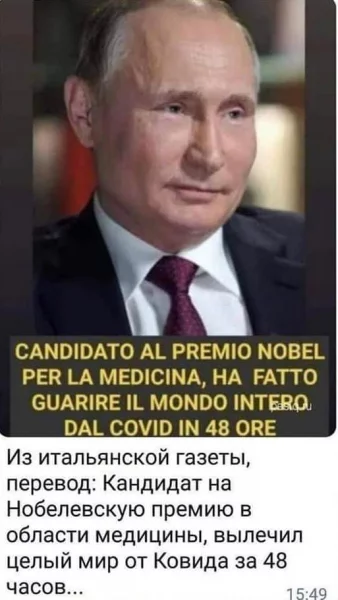 CANDIDATO AL PREMIO NOBEL
PER LA MEDICINA, HA FATTO
GUARIRE IL MONDO INTERO
DAL COVID IN 48 ORE
Из итальянской газеты,
перевод: Кандидат на
Нобелевскую премию в
области медицины, вылечил
целый мир от Ковида за 48
часов...
15:49